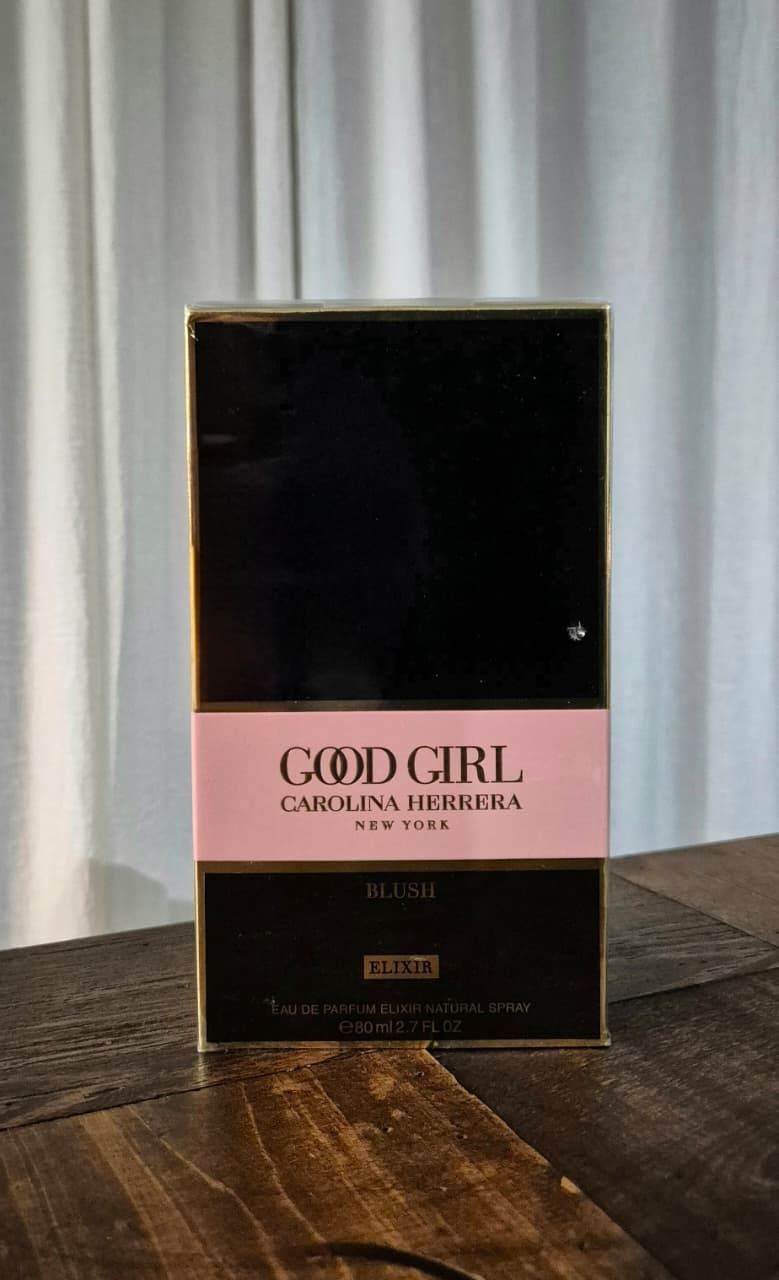 GOOD GIRL
CAROLINA HERRERA
NEW YORK
BLUSH
ELIXIR
EAU DE PARFUM ELIXIR NATURAL SPRAY
℮80 ml 2.7 FL OZ